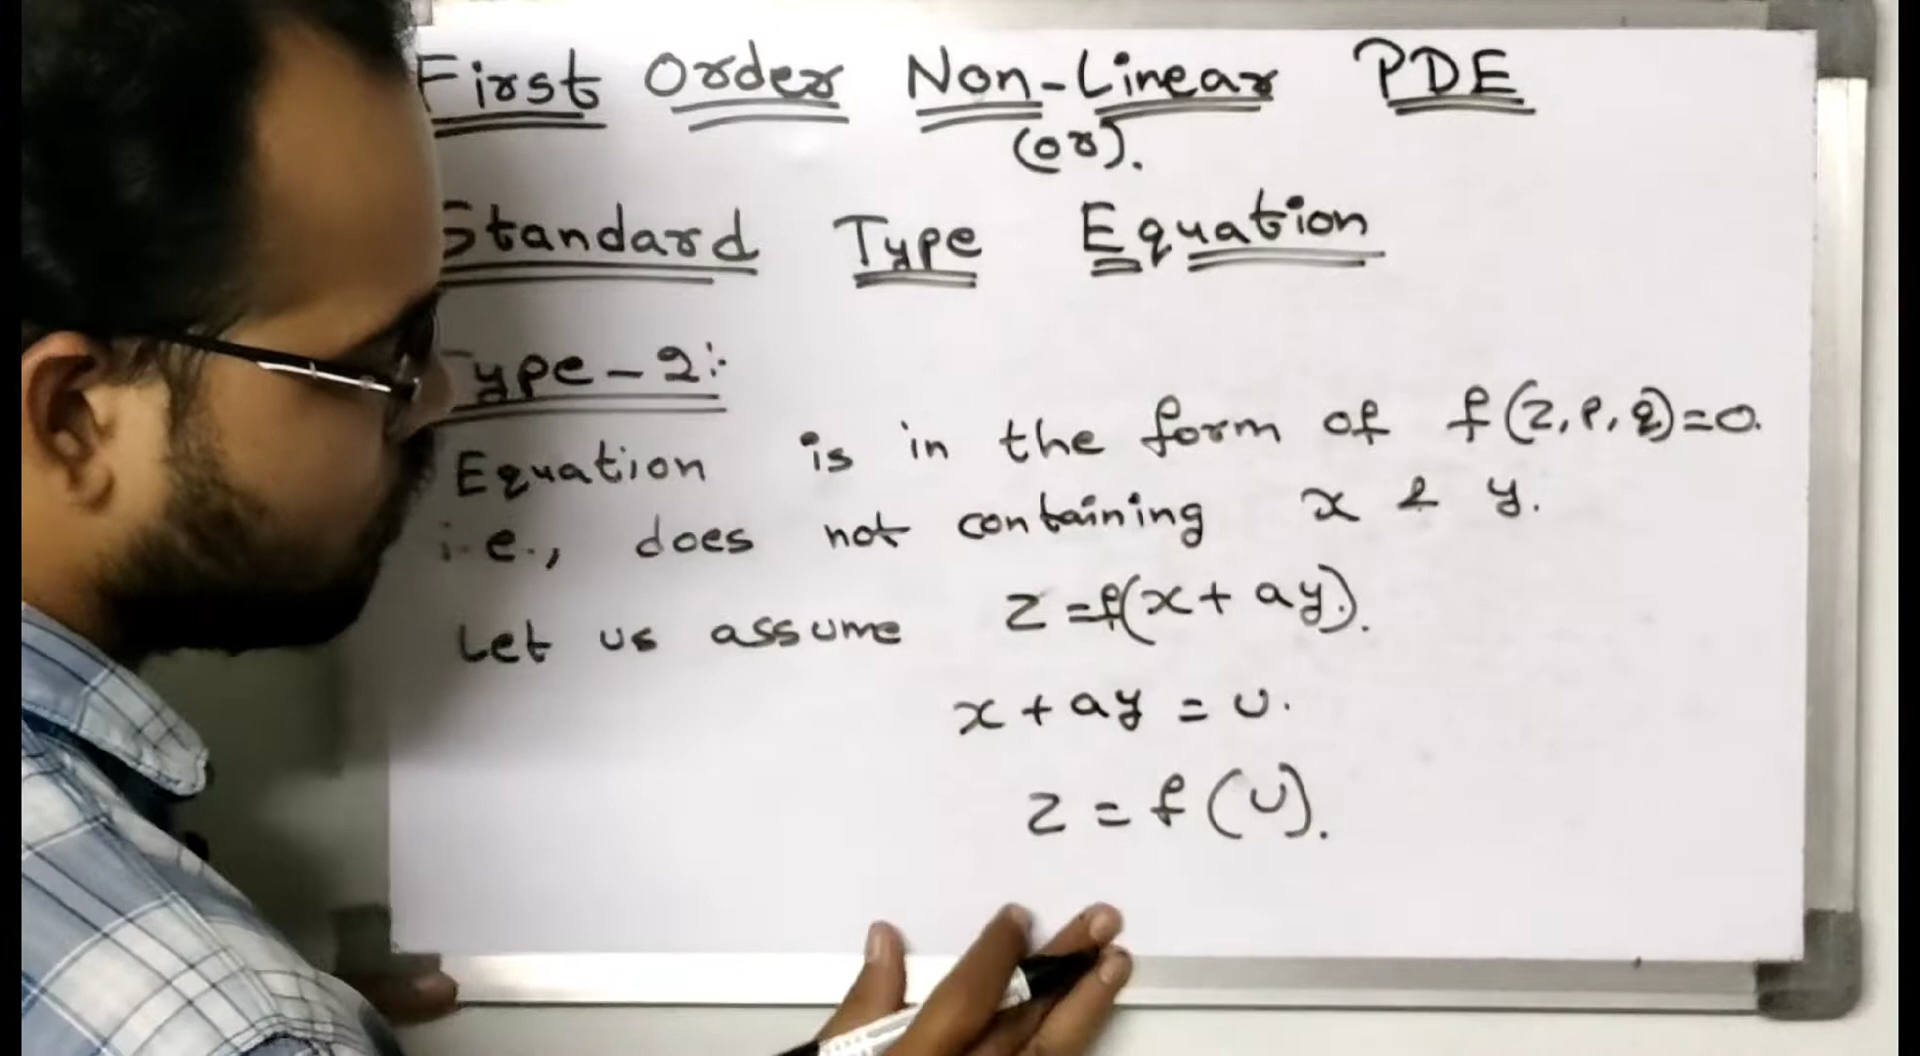 First Order Non-Linear PDE
(or).
Standard Type Equation
Type-2:-
Equation is in the form of f(z,p,q)=0.
i.e., does not containing x & y.
Let us assume z=f(x+ay).
x+ay=u.
z=f(u).